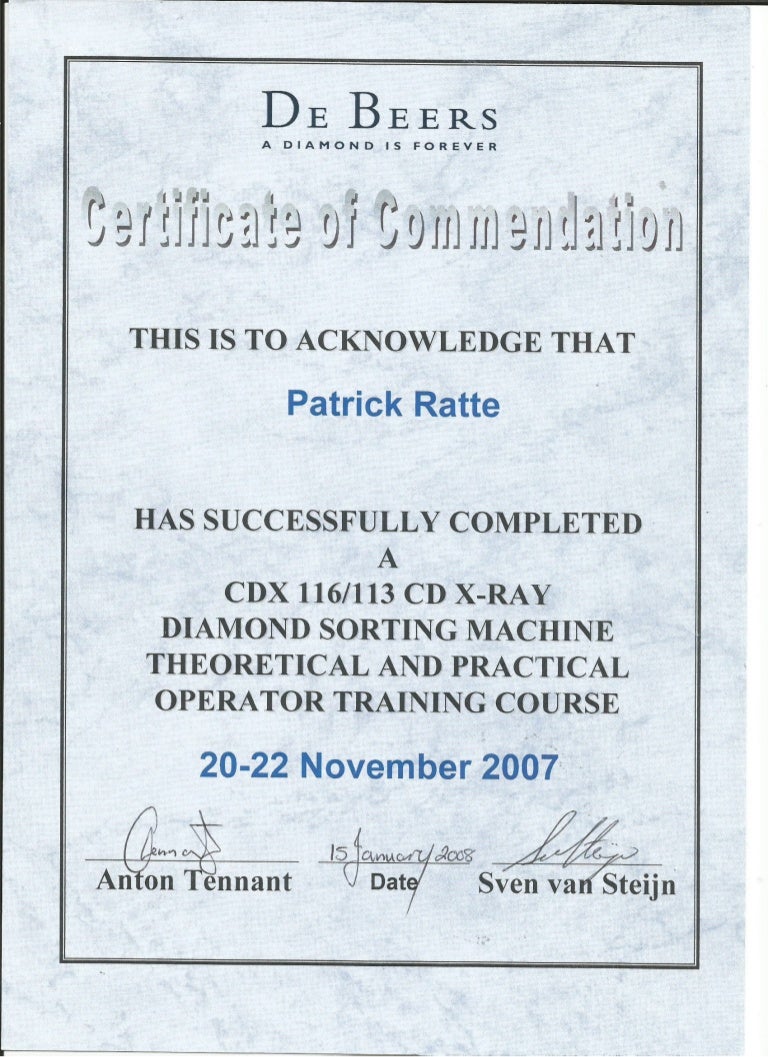 DE BEERS
A DIAMOND IS FOREVER
Certificate of Commendation
THIS IS TO ACKNOWLEDGE THAT
Patrick Ratte
HAS SUCCESSFULLY COMPLETED
A
CDX 116/113 CD X-RAY
DIAMOND SORTING MACHINE
THEORETICAL AND PRACTICAL
OPERATOR TRAINING COURSE
20-22 November 2007
15 January 2008
Anton Tennant Date Sven van Steijn